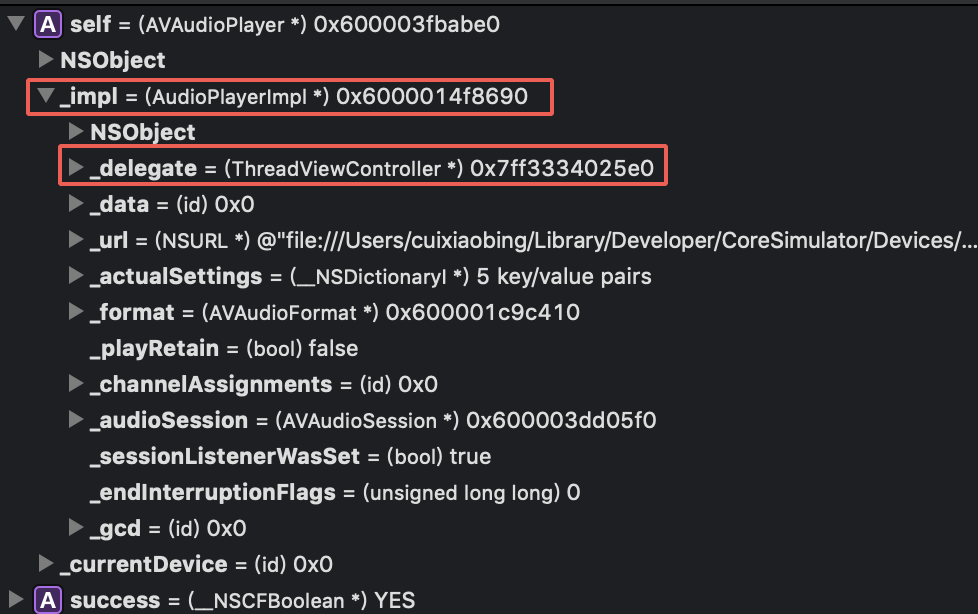 A self = (AVAudioPlayer *) 0x600003fbabe0
NSObject
_impl = (AudioPlayerImpl *) 0x6000014f8690
NSObject
_delegate = (ThreadViewController *) 0x7ff3334025e0
_data = (id) 0x0
_url = (NSURL *) @"file:///Users/cuixiaobing/Library/Developer/CoreSimulator/Devices/...
_actualSettings = (__NSDictionaryI *) 5 key/value pairs
_format = (AVAudioFormat *) 0x600001c9c410
_playRetain = (bool) false
_channelAssignments = (id) 0x0
_audioSession = (AVAudioSession *) 0x600003dd05f0
_sessionListenerWasSet = (bool) true
_endInterruptionFlags = (unsigned long long) 0
_gcd = (id) 0x0
_currentDevice = (id) 0x0
A success = (__NSCFBoolean *) YES